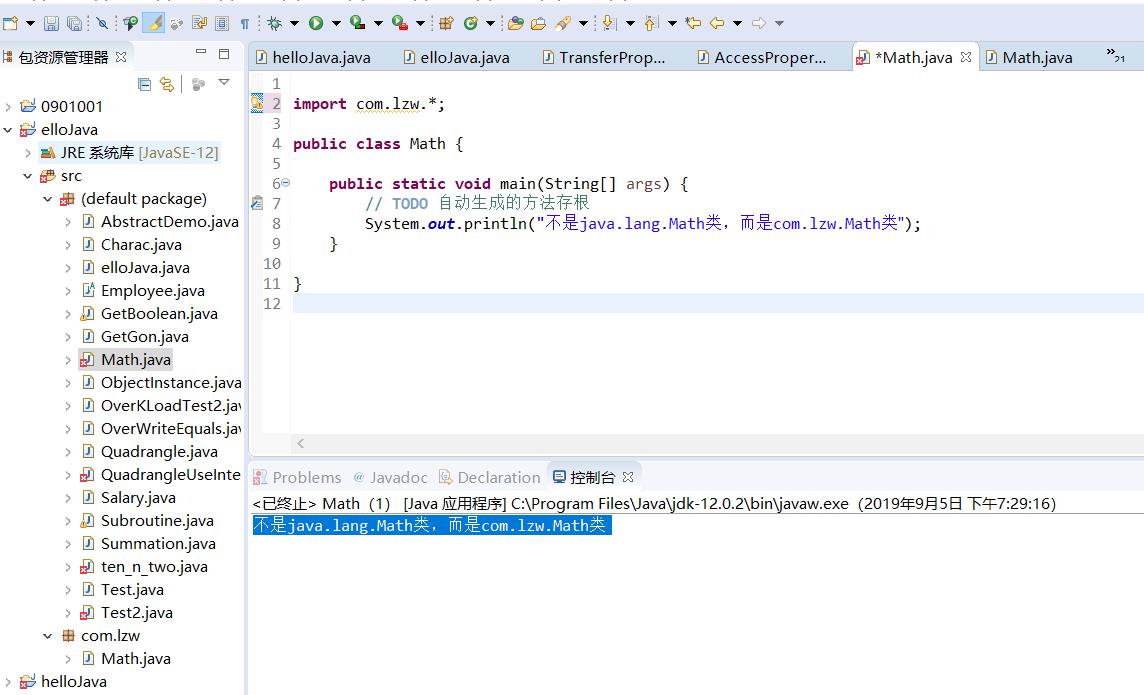 包资源管理器
helloJava.java
elloJava.java
TransferProp...
AccessProper...
*Math.java
Math.java
»21
0901001
elloJava
JRE 系统库 [JavaSE-12]
src
(default package)
AbstractDemo.java
Charac.java
elloJava.java
Employee.java
GetBoolean.java
GetGon.java
Math.java
ObjectInstance.java
OverKLoadTest2.jav
OverWriteEquals.jav
Quadrangle.java
QuadrangleUseInte
Salary.java
Subroutine.java
Summation.java
ten_n_two.java
Test.java
Test2.java
com.lzw
Math.java
helloJava
1
2 import com.lzw.*;
3
4 public class Math {
5
6 public static void main(String[] args) {
7 // TODO 自动生成的方法存根
8 System.out.println("不是java.lang.Math类，而是com.lzw.Math类");
9 }
10
11 }
12
Problems @ Javadoc Declaration 控制台
<已终止> Math （1） [Java 应用程序] C:\Program Files\Java\jdk-12.0.2\bin\javaw.exe （2019年9月5日 下午7:29:16）
不是java.lang.Math类，而是com.lzw.Math类